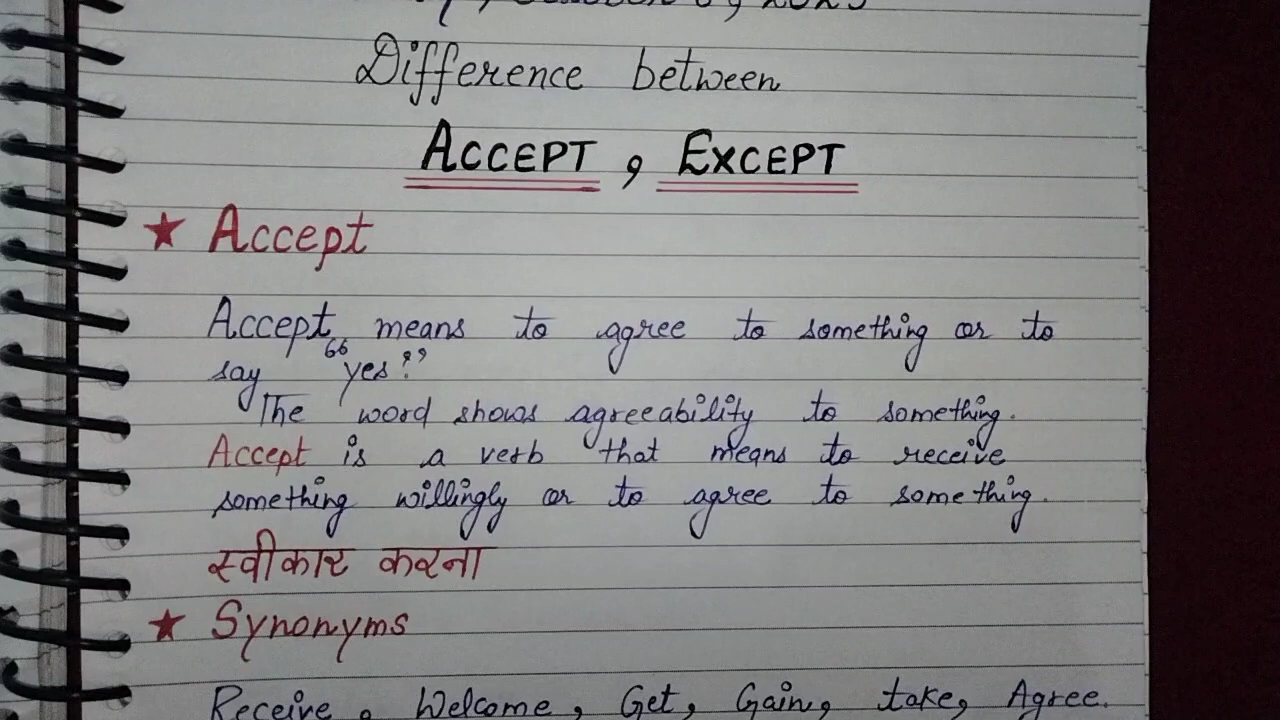 Difference between
ACCEPT, EXCEPT
★ Accept
Accept means to agree to something or to
say "yes."
The word shows agreeability to something.
Accept is a verb that means to receive
something willingly or to agree to something.
स्वीकार करना
★ Synonyms
Receive, Welcome, Get, Gain, take, Agree.